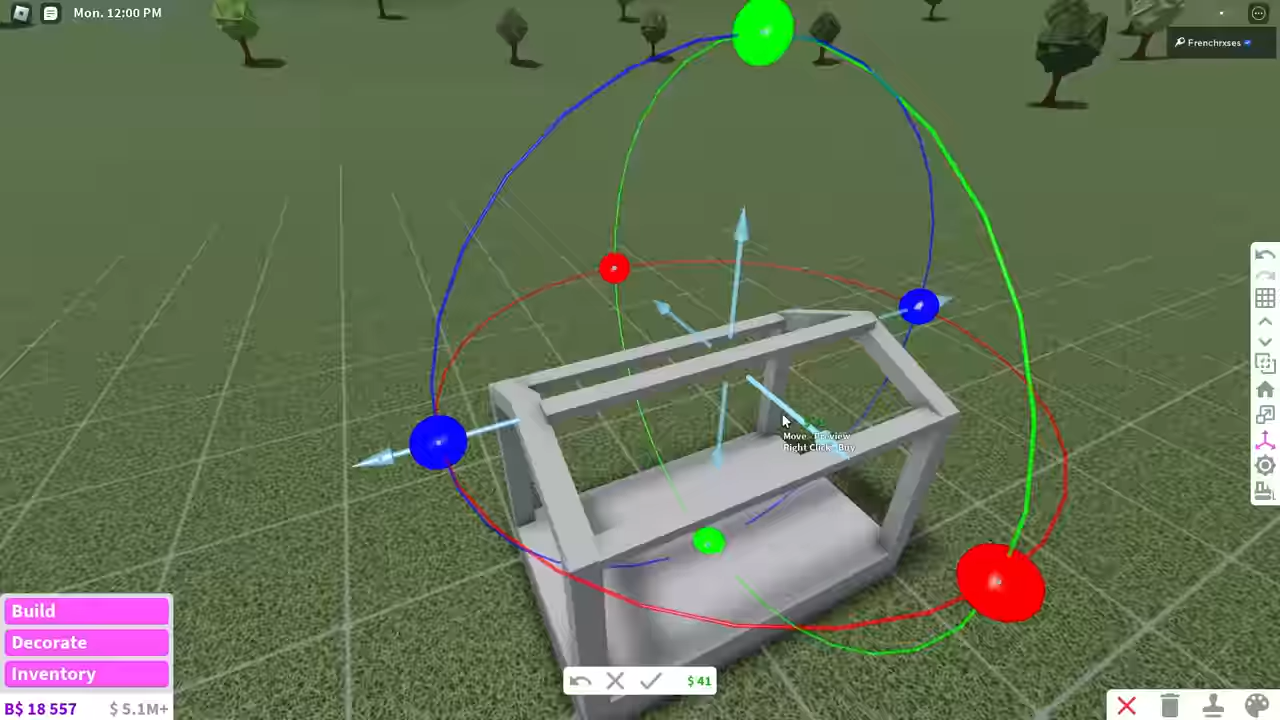 Mon. 12:00 PM
Frenchrxses
Move - Preview
Right Click - Buy
Build
Decorate
Inventory
B$ 18 557 $ 5.1M+
$ 41